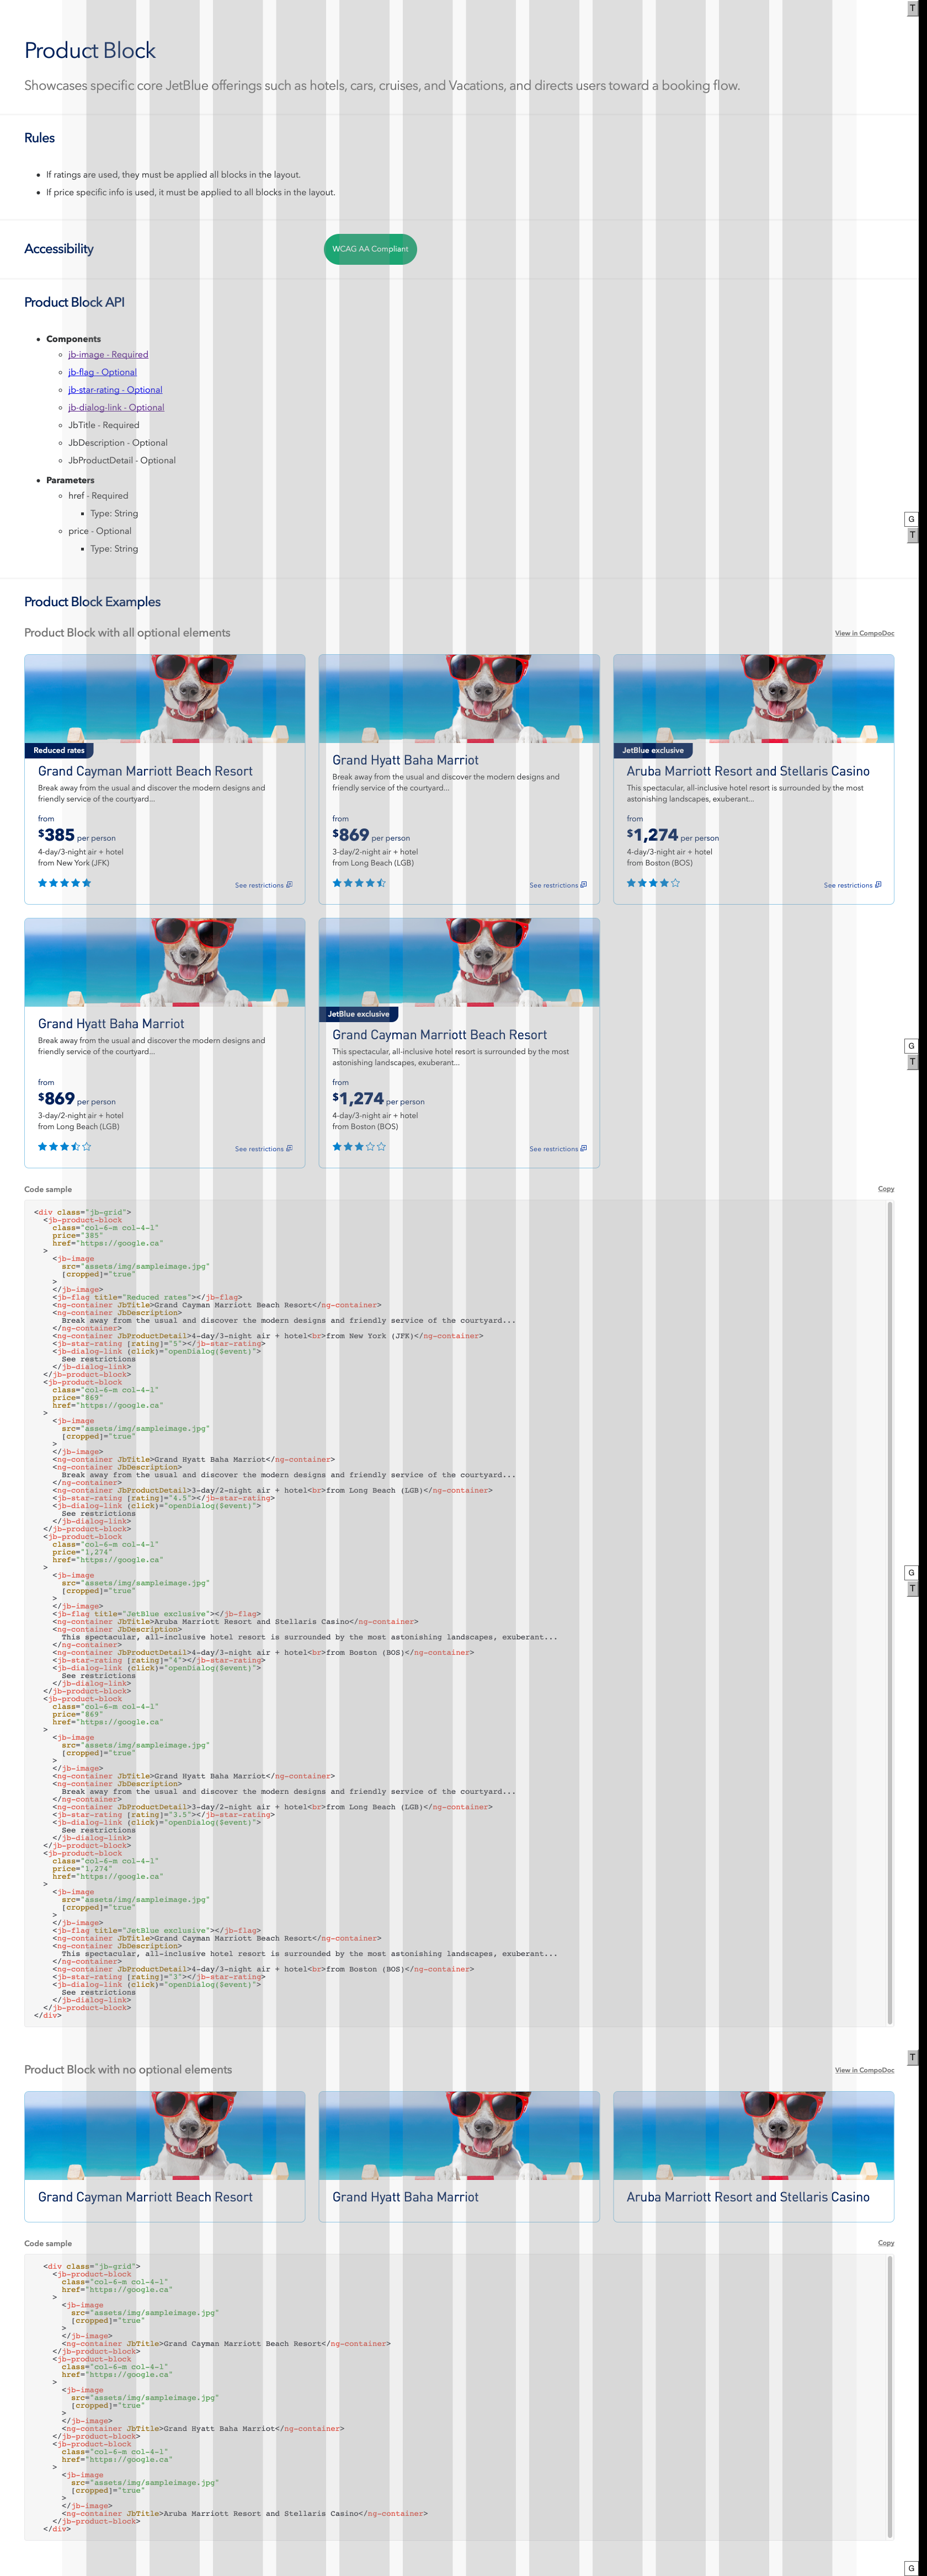 T
Product Block
Showcases specific core JetBlue offerings such as hotels, cars, cruises, and Vacations, and directs users toward a booking flow.
Rules
If ratings are used, they must be applied all blocks in the layout.
If price specific info is used, it must be applied to all blocks in the layout.
Accessibility
WCAG AA Compliant
Product Block API
Components
jb-image - Required
jb-flag - Optional
jb-star-rating - Optional
jb-dialog-link - Optional
JbTitle - Required
JbDescription - Optional
JbProductDetail - Optional
Parameters
href - Required
Type: String
G
price - Optional
T
Type: String
Product Block Examples
Product Block with all optional elements
View in CompoDoc
Reduced rates
Grand Cayman Marriott Beach Resort
Break away from the usual and discover the modern designs and
friendly service of the courtyard...
from
$385 per person
4-day/3-night air + hotel
from New York (JFK)
See restrictions
Grand Hyatt Baha Marriot
Break away from the usual and discover the modern designs and
friendly service of the courtyard...
from
$869 per person
3-day/2-night air + hotel
from Long Beach (LGB)
See restrictions
JetBlue exclusive
Aruba Marriott Resort and Stellaris Casino
This spectacular, all-inclusive hotel resort is surrounded by the most
astonishing landscapes, exuberant...
from
$1,274 per person
4-day/3-night air + hotel
from Boston (BOS)
See restrictions
Grand Hyatt Baha Marriot
Break away from the usual and discover the modern designs and
friendly service of the courtyard...
from
$869 per person
3-day/2-night air + hotel
from Long Beach (LGB)
See restrictions
JetBlue exclusive
Grand Cayman Marriott Beach Resort
This spectacular, all-inclusive hotel resort is surrounded by the most
astonishing landscapes, exuberant...
from
$1,274 per person
4-day/3-night air + hotel
from Boston (BOS)
See restrictions
G
T
Code sample
Copy
<div class="jb-grid">
<jb-product-block
class="col-6-m col-4-l"
price="385"
href="https://google.ca"
>
<jb-image
src="assets/img/sampleimage.jpg"
[cropped]="true"
>
</jb-image>
<jb-flag title="Reduced rates"></jb-flag>
<ng-container JbTitle>Grand Cayman Marriott Beach Resort</ng-container>
<ng-container JbDescription>
Break away from the usual and discover the modern designs and friendly service of the courtyard...
</ng-container>
<ng-container JbProductDetail>4-day/3-night air + hotel<br>from New York (JFK)</ng-container>
<jb-star-rating [rating]="5"></jb-star-rating>
<jb-dialog-link (click)="openDialog($event)">
See restrictions
</jb-dialog-link>
</jb-product-block>
<jb-product-block
class="col-6-m col-4-l"
price="869"
href="https://google.ca"
>
<jb-image
src="assets/img/sampleimage.jpg"
[cropped]="true"
>
</jb-image>
<ng-container JbTitle>Grand Hyatt Baha Marriot</ng-container>
<ng-container JbDescription>
Break away from the usual and discover the modern designs and friendly service of the courtyard...
</ng-container>
<ng-container JbProductDetail>3-day/2-night air + hotel<br>from Long Beach (LGB)</ng-container>
<jb-star-rating [rating]="4.5"></jb-star-rating>
<jb-dialog-link (click)="openDialog($event)">
See restrictions
</jb-dialog-link>
</jb-product-block>
<jb-product-block
class="col-6-m col-4-l"
price="1,274"
href="https://google.ca"
>
<jb-image
src="assets/img/sampleimage.jpg"
[cropped]="true"
>
</jb-image>
<jb-flag title="JetBlue exclusive"></jb-flag>
<ng-container JbTitle>Aruba Marriott Resort and Stellaris Casino</ng-container>
<ng-container JbDescription>
This spectacular, all-inclusive hotel resort is surrounded by the most astonishing landscapes, exuberant...
</ng-container>
<ng-container JbProductDetail>4-day/3-night air + hotel<br>from Boston (BOS)</ng-container>
<jb-star-rating [rating]="4"></jb-star-rating>
<jb-dialog-link (click)="openDialog($event)">
See restrictions
</jb-dialog-link>
</jb-product-block>
<jb-product-block
class="col-6-m col-4-l"
price="869"
href="https://google.ca"
>
<jb-image
src="assets/img/sampleimage.jpg"
[cropped]="true"
>
</jb-image>
<ng-container JbTitle>Grand Hyatt Baha Marriot</ng-container>
<ng-container JbDescription>
Break away from the usual and discover the modern designs and friendly service of the courtyard...
</ng-container>
<ng-container JbProductDetail>3-day/2-night air + hotel<br>from Long Beach (LGB)</ng-container>
<jb-star-rating [rating]="3.5"></jb-star-rating>
<jb-dialog-link (click)="openDialog($event)">
See restrictions
</jb-dialog-link>
</jb-product-block>
<jb-product-block
class="col-6-m col-4-l"
price="1,274"
href="https://google.ca"
>
<jb-image
src="assets/img/sampleimage.jpg"
[cropped]="true"
>
</jb-image>
<jb-flag title="JetBlue exclusive"></jb-flag>
<ng-container JbTitle>Grand Cayman Marriott Beach Resort</ng-container>
<ng-container JbDescription>
This spectacular, all-inclusive hotel resort is surrounded by the most astonishing landscapes, exuberant...
</ng-container>
<ng-container JbProductDetail>4-day/3-night air + hotel<br>from Boston (BOS)</ng-container>
<jb-star-rating [rating]="3"></jb-star-rating>
<jb-dialog-link (click)="openDialog($event)">
See restrictions
</jb-dialog-link>
</jb-product-block>
</div>
G
T
T
Product Block with no optional elements
View in CompoDoc
Grand Cayman Marriott Beach Resort
Grand Hyatt Baha Marriot
Aruba Marriott Resort and Stellaris Casino
Code sample
Copy
<div class="jb-grid">
<jb-product-block
class="col-6-m col-4-l"
href="https://google.ca"
>
<jb-image
src="assets/img/sampleimage.jpg"
[cropped]="true"
>
</jb-image>
<ng-container JbTitle>Grand Cayman Marriott Beach Resort</ng-container>
</jb-product-block>
<jb-product-block
class="col-6-m col-4-l"
href="https://google.ca"
>
<jb-image
src="assets/img/sampleimage.jpg"
[cropped]="true"
>
</jb-image>
<ng-container JbTitle>Grand Hyatt Baha Marriot</ng-container>
</jb-product-block>
<jb-product-block
class="col-6-m col-4-l"
href="https://google.ca"
>
<jb-image
src="assets/img/sampleimage.jpg"
[cropped]="true"
>
</jb-image>
<ng-container JbTitle>Aruba Marriott Resort and Stellaris Casino</ng-container>
</jb-product-block>
</div>
G